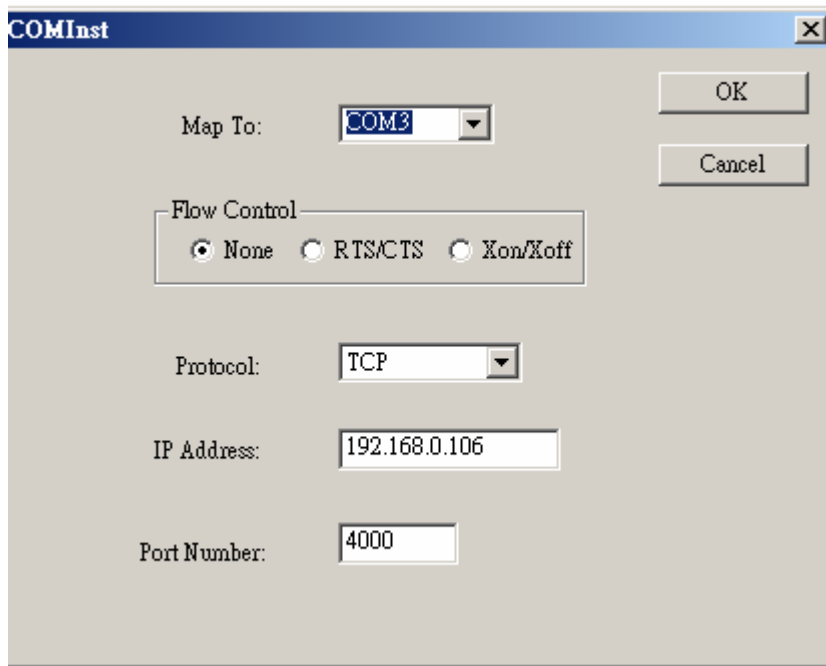 COMInst
OK
Map To: COM3
Cancel
Flow Control
None RTS/CTS Xon/Xoff
Protocol: TCP
IP Address: 192.168.0.106
Port Number: 4000